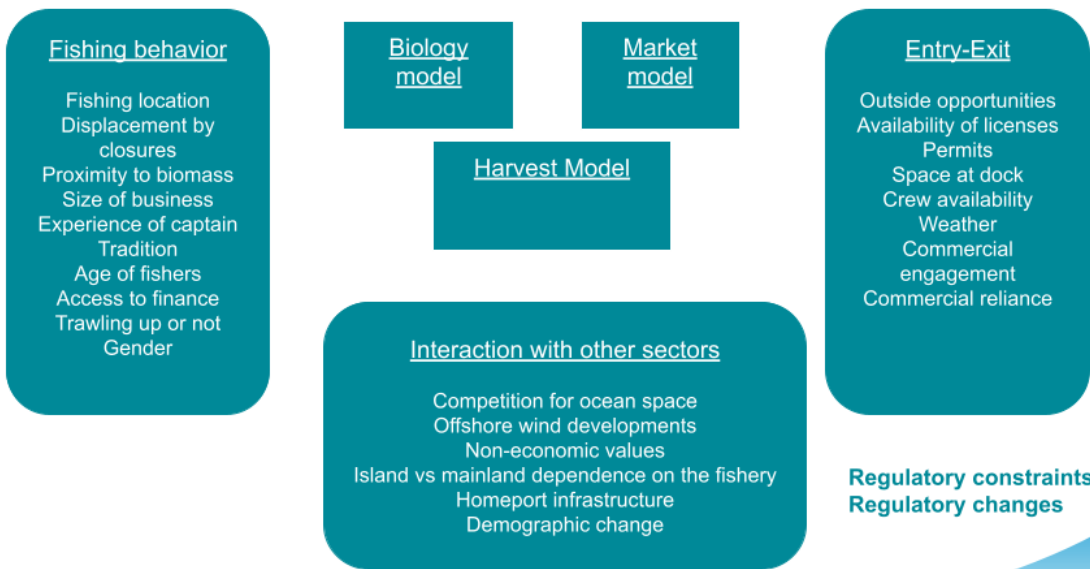 Fishing behavior
Fishing location
Displacement by
closures
Proximity to biomass
Size of business
Experience of captain
Tradition
Age of fishers
Access to finance
Trawling up or not
Gender
Biology
model
Market
model
Harvest Model
Entry-Exit
Outside opportunities
Availability of licenses
Permits
Space at dock
Crew availability
Weather
Commercial
engagement
Commercial reliance
Interaction with other sectors
Competition for ocean space
Offshore wind developments
Non-economic values
Island vs mainland dependence on the fishery
Homeport infrastructure
Demographic change
Regulatory constraints
Regulatory changes